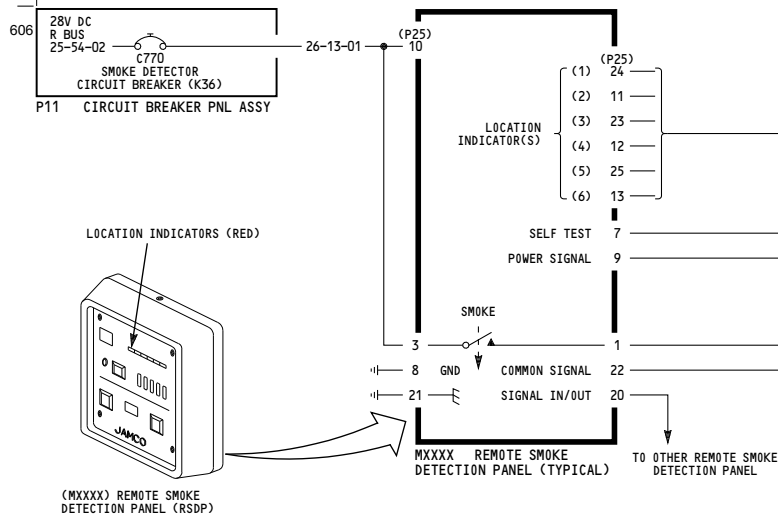 606
28V DC
R BUS
25-54-02
C770
SMOKE DETECTOR
CIRCUIT BREAKER (K36)
P11 CIRCUIT BREAKER PNL ASSY
26-13-01
(P25)
10
(P25)
(1) 24
(2) 11
(3) 23
(4) 12
(5) 25
(6) 13
LOCATION
INDICATOR(S)
SELF TEST 7
POWER SIGNAL 9
LOCATION INDICATORS (RED)
SMOKE
3
1
8 GND
COMMON SIGNAL 22
21
SIGNAL IN/OUT 20
JAMCO
MXXXX REMOTE SMOKE
DETECTION PANEL (TYPICAL)
TO OTHER REMOTE SMOKE
DETECTION PANEL
(MXXXX) REMOTE SMOKE
DETECTION PANEL (RSDP)